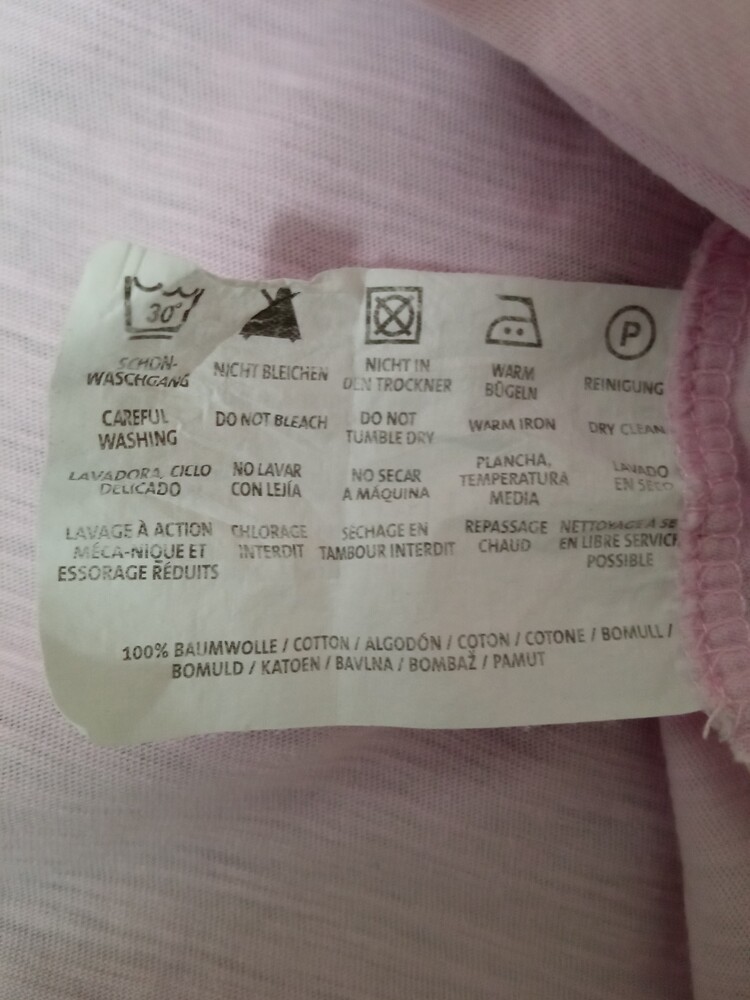 30° P
SCHON-
WASCHGANG
NICHT BLEICHEN
NICHT IN
DEN TROCKNER
WARM
BÜGELN
REINIGUNG
CAREFUL
WASHING
DO NOT BLEACH
DO NOT
TUMBLE DRY
WARM IRON
DRY CLEAN
LAVADORA, CICLO
DELICADO
NO LAVAR
CON LEJÍA
NO SECAR
A MÁQUINA
PLANCHA,
TEMPERATURA
MEDIA
LAVADO
EN SECO
LAVAGE À ACTION
MÉCA-NIQUE ET
ESSORAGE RÉDUITS
CHLORAGE
INTERDIT
SÉCHAGE EN
TAMBOUR INTERDIT
REPASSAGE
CHAUD
NETTOYAGE À SE
EN LIBRE SERVICE
POSSIBLE
100% BAUMWOLLE / COTTON / ALGODÓN / COTON / COTONE / BOMULL /
BOMULD / KATOEN / BAVLNA / BOMBAŽ / PAMUT